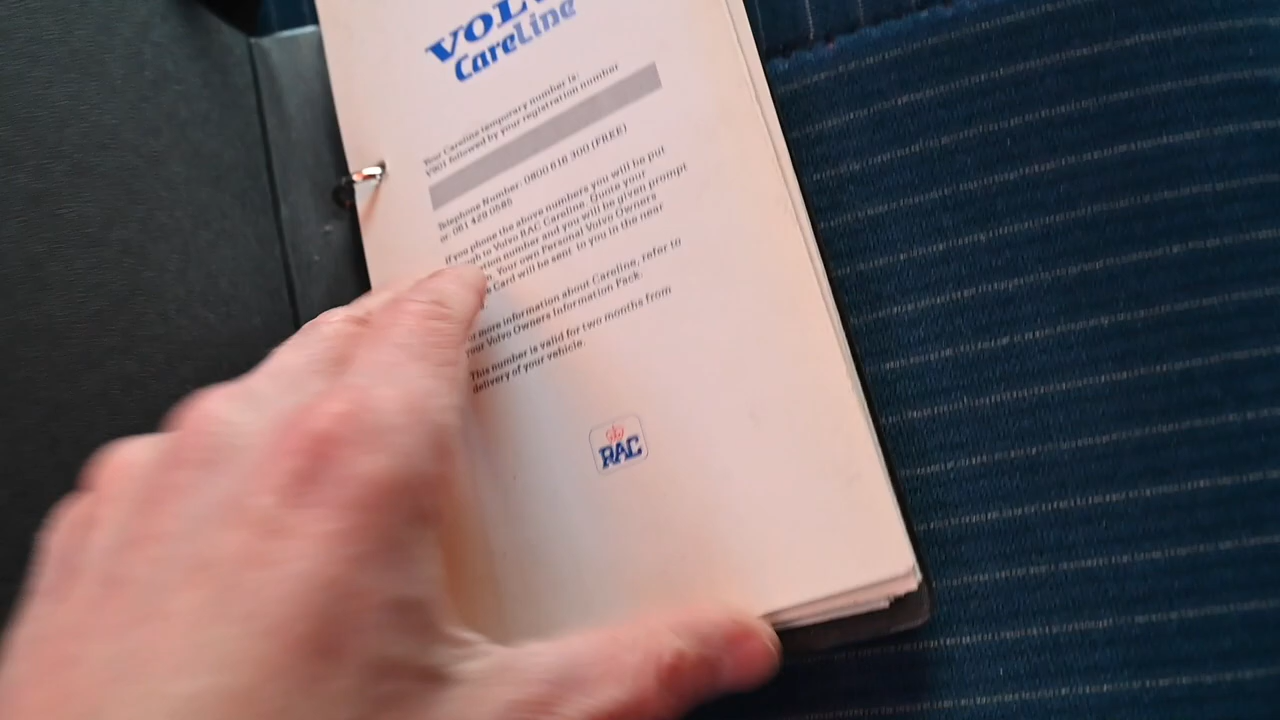 VOLV
CareLine
Your Careline temporary number is:
V901 followed by your registration number
Telephone Number: 0800 618 300 (FREE)
or 061 429 0585
If you phone the above numbers you will be put
to Volvo RAC Careline. Quote your
number and you will be given prompt
Your own Personal Volvo Owners
Card will be sent to you in the near
more information about Careline, refer to
your Volvo Owners Information Pack.
This number is valid for two months from
delivery of your vehicle.
RAC